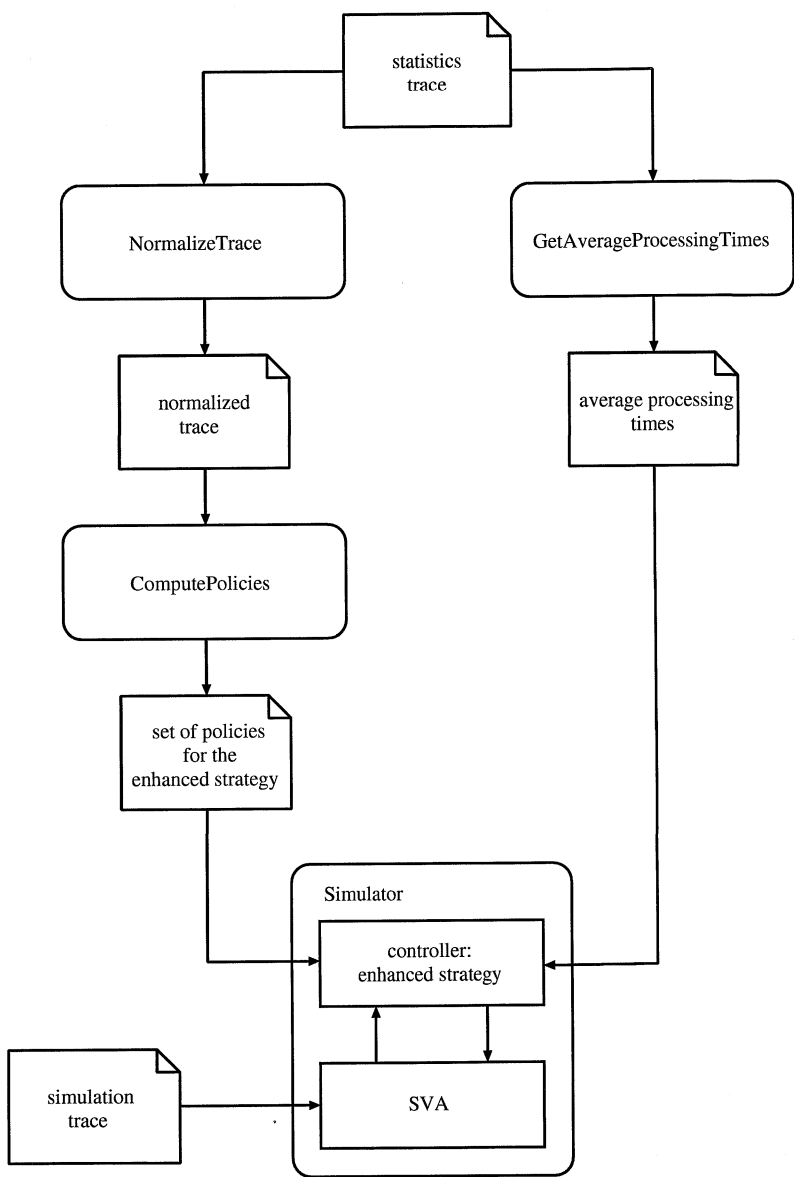 statistics
trace
NormalizeTrace
GetAverageProcessingTimes
normalized
trace
average processing
times
ComputePolicies
set of policies
for the
enhanced strategy
Simulator
controller:
enhanced strategy
simulation
trace
SVA